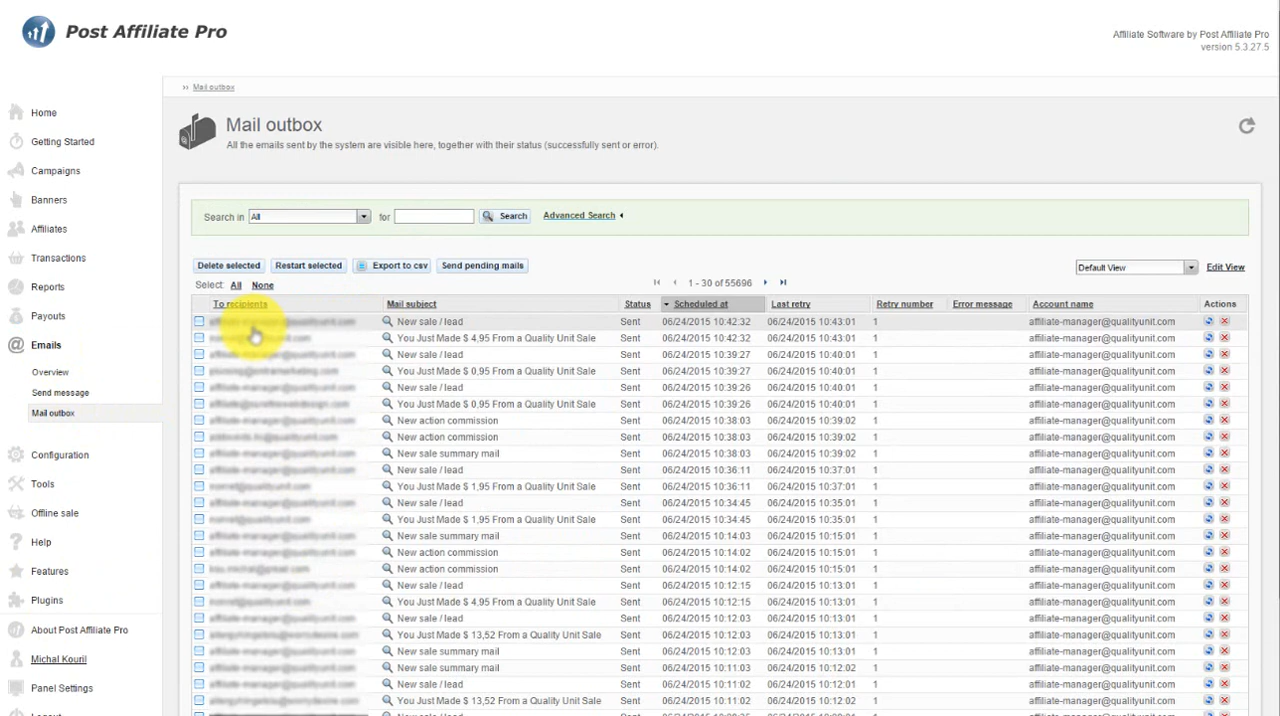 Post Affiliate Pro
Affiliate Software by Post Affiliate Pro
version 5.3.27.5
Home
Getting Started
Campaigns
Banners
Affiliates
Transactions
Reports
Payouts
Emails
Overview
Send message
Mail outbox
Configuration
Tools
Offline sale
Help
Features
Plugins
About Post Affiliate Pro
Michal Kouril
Panel Settings
›› Mail outbox
Mail outbox
All the emails sent by the system are visible here, together with their status (successfully sent or error).
Search in All for Search Advanced Search
Delete selected Restart selected Export to csv Send pending mails Default View Edit View
Select: All None 1 - 30 of 55696
To recipients Mail subject Status Scheduled at Last retry Retry number Error message Account name Actions
New sale / lead Sent 06/24/2015 10:42:32 06/24/2015 10:43:01 1 affiliate-manager@qualityunit.com
You Just Made $ 4,95 From a Quality Unit Sale Sent 06/24/2015 10:42:32 06/24/2015 10:43:01 1 affiliate-manager@qualityunit.com
New sale / lead Sent 06/24/2015 10:39:27 06/24/2015 10:40:01 1 affiliate-manager@qualityunit.com
You Just Made $ 0,95 From a Quality Unit Sale Sent 06/24/2015 10:39:27 06/24/2015 10:40:01 1 affiliate-manager@qualityunit.com
New sale / lead Sent 06/24/2015 10:39:26 06/24/2015 10:40:01 1 affiliate-manager@qualityunit.com
You Just Made $ 0,95 From a Quality Unit Sale Sent 06/24/2015 10:39:26 06/24/2015 10:40:01 1 affiliate-manager@qualityunit.com
New action commission Sent 06/24/2015 10:38:03 06/24/2015 10:39:02 1 affiliate-manager@qualityunit.com
New action commission Sent 06/24/2015 10:38:03 06/24/2015 10:39:02 1 affiliate-manager@qualityunit.com
New sale summary mail Sent 06/24/2015 10:38:03 06/24/2015 10:39:02 1 affiliate-manager@qualityunit.com
New sale / lead Sent 06/24/2015 10:36:11 06/24/2015 10:37:01 1 affiliate-manager@qualityunit.com
You Just Made $ 1,95 From a Quality Unit Sale Sent 06/24/2015 10:36:11 06/24/2015 10:37:01 1 affiliate-manager@qualityunit.com
New sale / lead Sent 06/24/2015 10:34:45 06/24/2015 10:35:01 1 affiliate-manager@qualityunit.com
You Just Made $ 1,95 From a Quality Unit Sale Sent 06/24/2015 10:34:45 06/24/2015 10:35:01 1 affiliate-manager@qualityunit.com
New sale summary mail Sent 06/24/2015 10:14:03 06/24/2015 10:15:01 1 affiliate-manager@qualityunit.com
New action commission Sent 06/24/2015 10:14:02 06/24/2015 10:15:01 1 affiliate-manager@qualityunit.com
New action commission Sent 06/24/2015 10:14:02 06/24/2015 10:15:01 1 affiliate-manager@qualityunit.com
New sale / lead Sent 06/24/2015 10:12:15 06/24/2015 10:13:01 1 affiliate-manager@qualityunit.com
You Just Made $ 4,95 From a Quality Unit Sale Sent 06/24/2015 10:12:15 06/24/2015 10:13:01 1 affiliate-manager@qualityunit.com
New sale / lead Sent 06/24/2015 10:12:03 06/24/2015 10:13:01 1 affiliate-manager@qualityunit.com
You Just Made $ 13,52 From a Quality Unit Sale Sent 06/24/2015 10:12:03 06/24/2015 10:13:01 1 affiliate-manager@qualityunit.com
New sale summary mail Sent 06/24/2015 10:12:03 06/24/2015 10:13:01 1 affiliate-manager@qualityunit.com
New sale summary mail Sent 06/24/2015 10:11:03 06/24/2015 10:12:02 1 affiliate-manager@qualityunit.com
New sale / lead Sent 06/24/2015 10:11:02 06/24/2015 10:12:01 1 affiliate-manager@qualityunit.com
You Just Made $ 13,52 From a Quality Unit Sale Sent 06/24/2015 10:11:02 06/24/2015 10:12:01 1 affiliate-manager@qualityunit.com